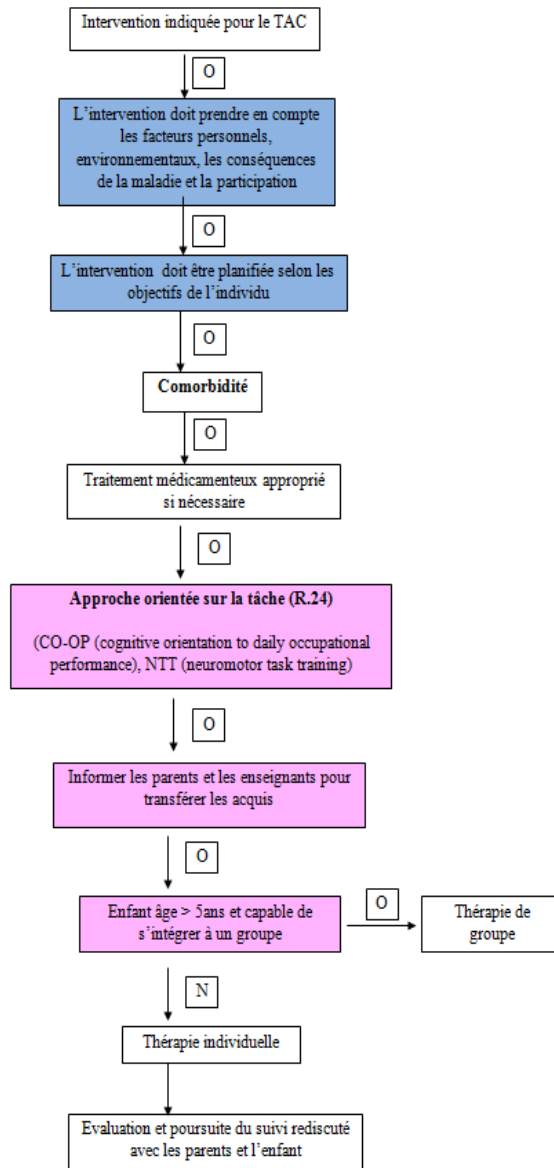 Intervention indiquée pour le TAC
O
L’intervention doit prendre en compte
les facteurs personnels,
environnementaux, les conséquences
de la maladie et la participation
O
L’intervention doit être planifiée selon les
objectifs de l’individu
O
Comorbidité
O
Traitement médicamenteux approprié
si nécessaire
O
Approche orientée sur la tâche (R.24)
(CO-OP (cognitive orientation to daily occupational
performance), NTT (neuromotor task training)
O
Informer les parents et les enseignants pour
transférer les acquis
O
Enfant âge > 5ans et capable de
s’intégrer à un groupe
O
Thérapie de
groupe
N
Thérapie individuelle
Evaluation et poursuite du suivi rediscuté
avec les parents et l’enfant